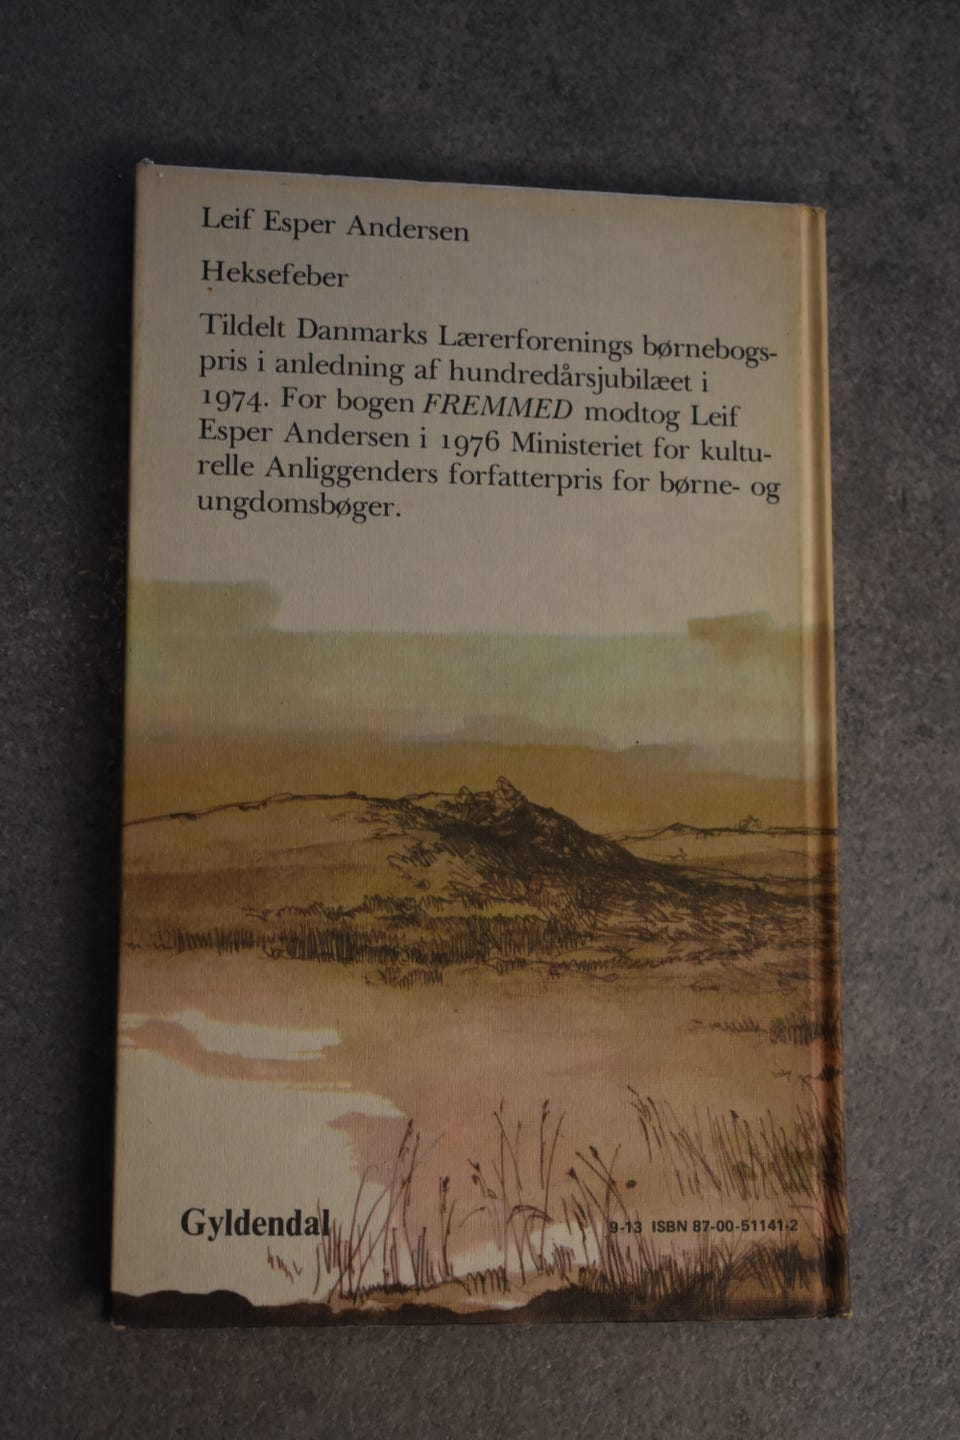 Leif Esper Andersen
Heksefeber
Tildelt Danmarks Lærerforenings børnebogs-
pris i anledning af hundredårsjubilæet i
1974. For bogen FREMMED modtog Leif
Esper Andersen i 1976 Ministeriet for kultu-
relle Anliggenders forfatterpris for børne- og
ungdomsbøger.
Gyldendal
9-13 ISBN 87-00-51141-2